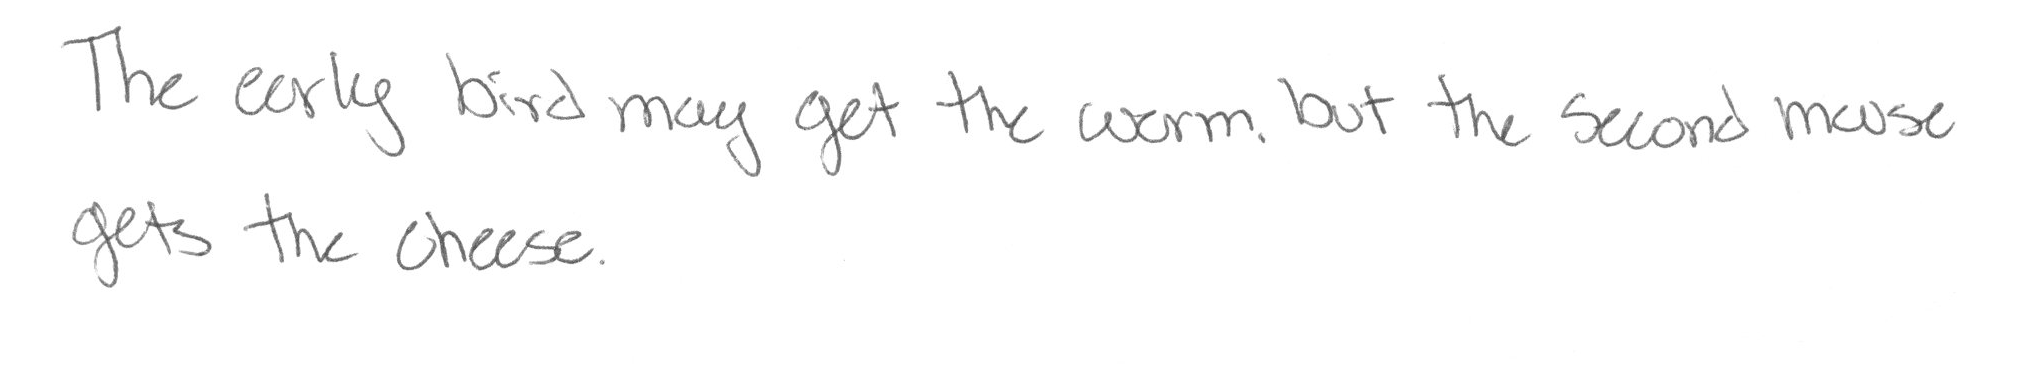 The early bird may get the worm, but the second mouse
gets the cheese.